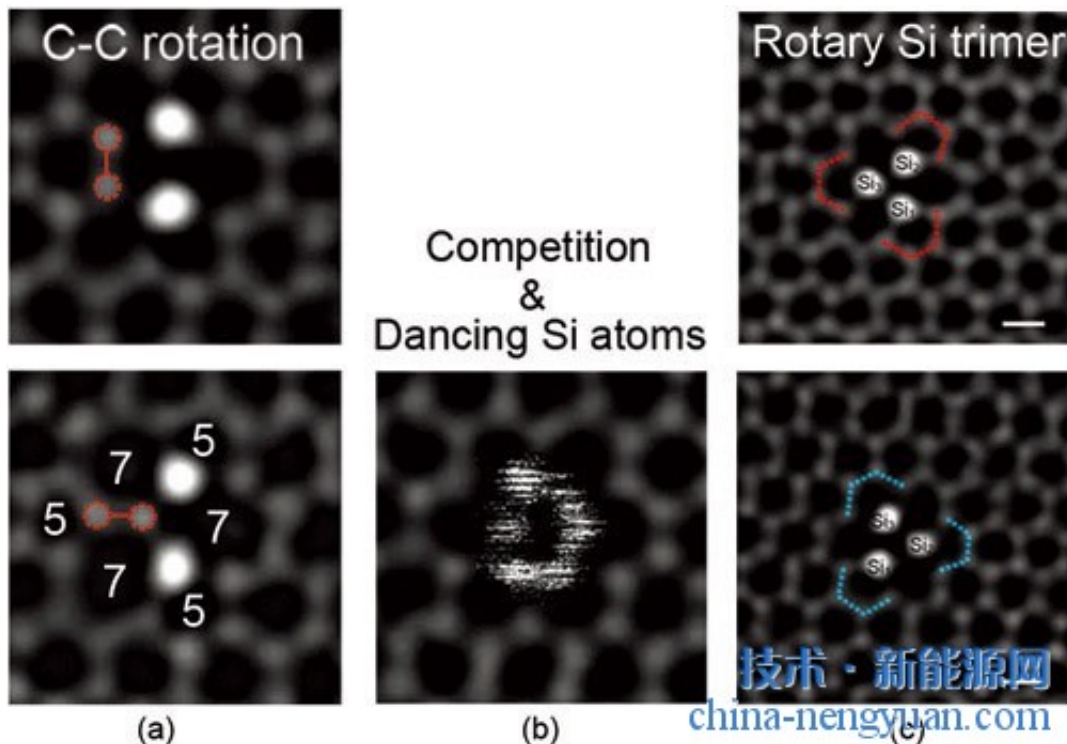 C-C rotation
Competition
&
Dancing Si atoms
Rotary Si trimer
Si
Si
Si
5
7
5
7
7
5
Si
Si
Si
技术·新能源网
china-nengyuan.com
(a)
(b)
(c)